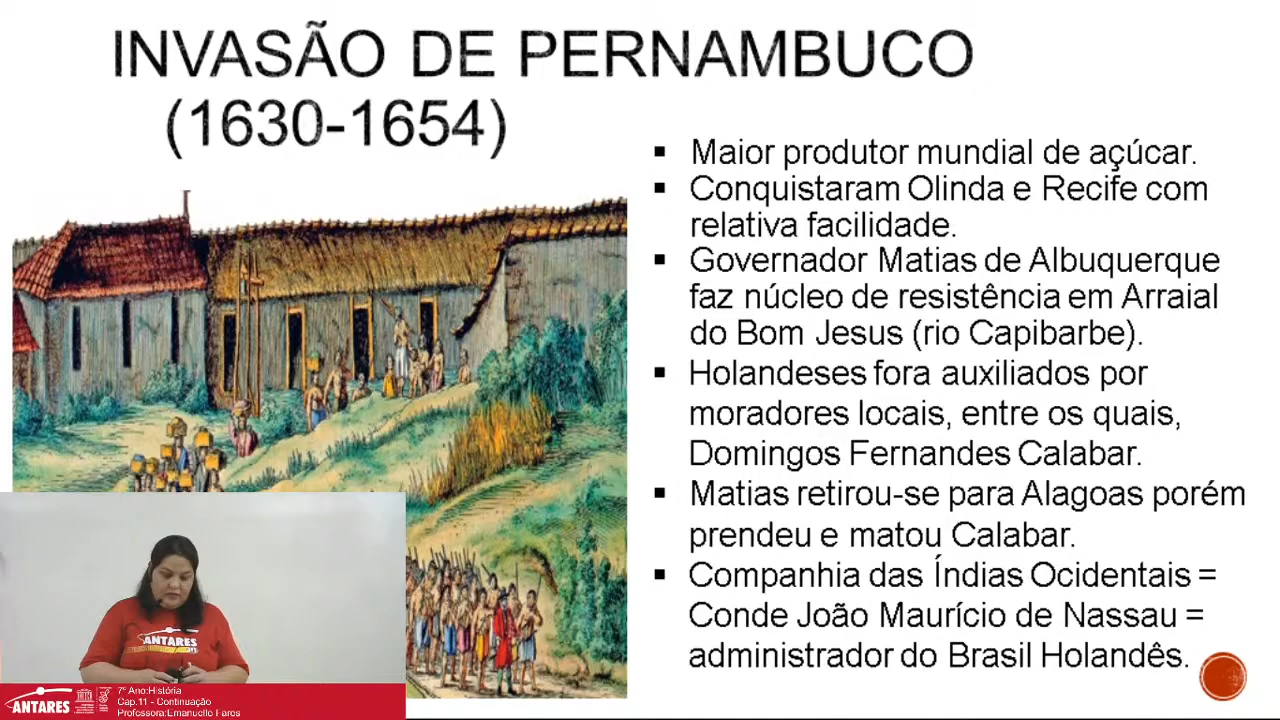 INVASÃO DE PERNAMBUCO
(1630-1654)
▪ Maior produtor mundial de açúcar.
▪ Conquistaram Olinda e Recife com
relativa facilidade.
▪ Governador Matias de Albuquerque
faz núcleo de resistência em Arraial
do Bom Jesus (rio Capibarbe).
▪ Holandeses fora auxiliados por
moradores locais, entre os quais,
Domingos Fernandes Calabar.
▪ Matias retirou-se para Alagoas porém
prendeu e matou Calabar.
▪ Companhia das Índias Ocidentais =
Conde João Maurício de Nassau =
administrador do Brasil Holandês.
ANTARES
ANTARES
7º Ano:História
Cap.11 - Continuação
Professora:Emanuelle Fares